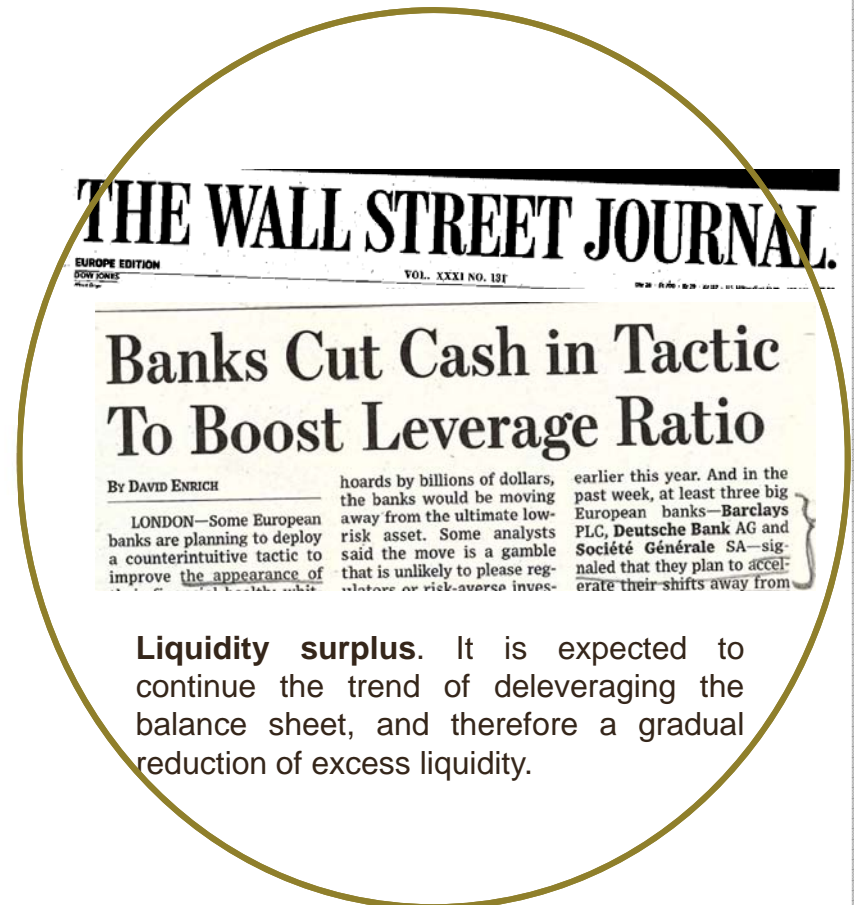 THE WALL STREET JOURNAL.
EUROPE EDITION
DOW JONES
VOL. XXXI NO. 131
Banks Cut Cash in Tactic
To Boost Leverage Ratio
BY DAVID ENRICH
LONDON—Some European
banks are planning to deploy
a counterintuitive tactic to
improve the appearance of
hoards by billions of dollars,
the banks would be moving
away from the ultimate low-
risk asset. Some analysts
said the move is a gamble
that is unlikely to please reg-
ulators or risk-averse inves-
earlier this year. And in the
past week, at least three big
European banks—Barclays
PLC, Deutsche Bank AG and
Société Générale SA—sig-
naled that they plan to accel-
erate their shifts away from
Liquidity surplus. It is expected to
continue the trend of deleveraging the
balance sheet, and therefore a gradual
reduction of excess liquidity.